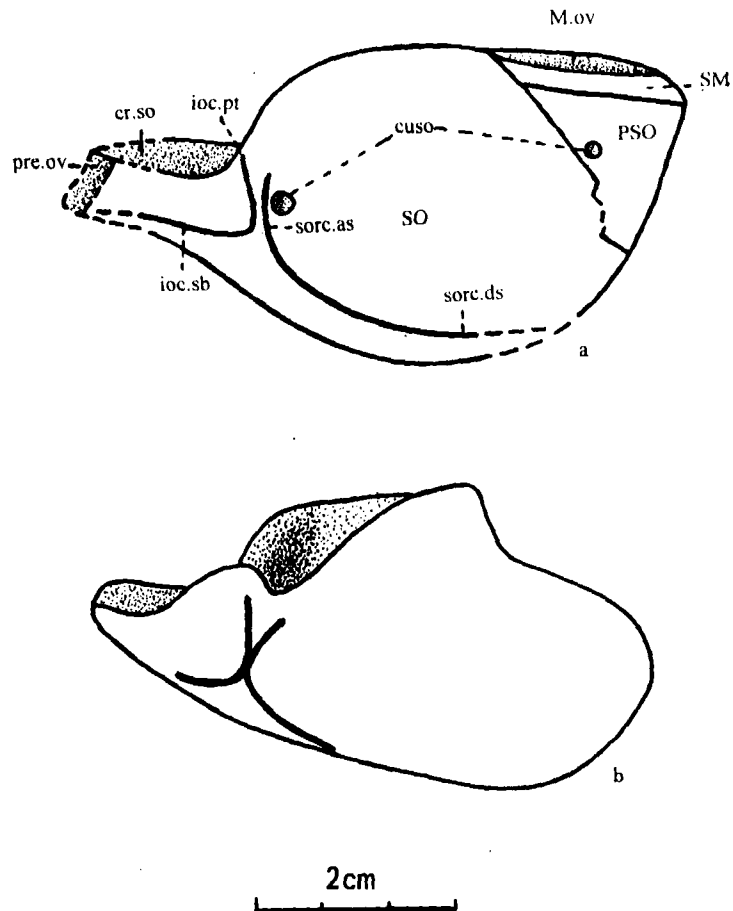 M.ov
SM
cr.so
ioc.pt
cuso
PSO
pre.ov
sorc.as
SO
ioc.sb
sorc.ds
a
b
2cm